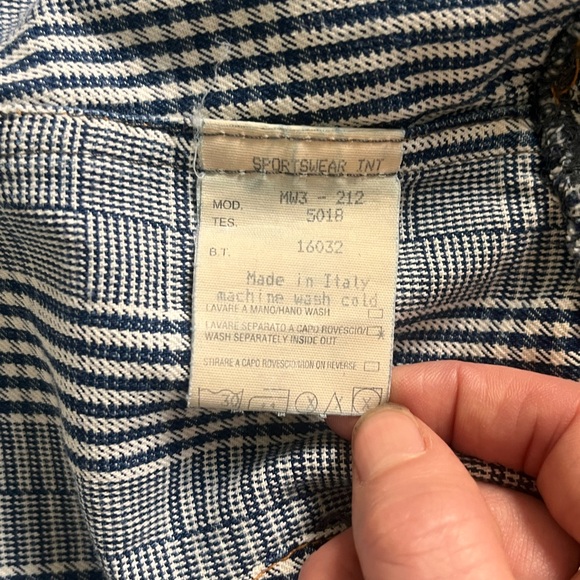 SPORTSWEAR INT
MOD. MW3 - 212
TES. 5018
B.T. 16032
Made in Italy
machine wash cold
LAVARE A MANO/HAND WASH
LAVARE SEPARATO A CAPO ROVESCIO/
WASH SEPARATELY INSIDE OUT
STIRARE A CAPO ROVESCIO/IRON ON REVERSE
30